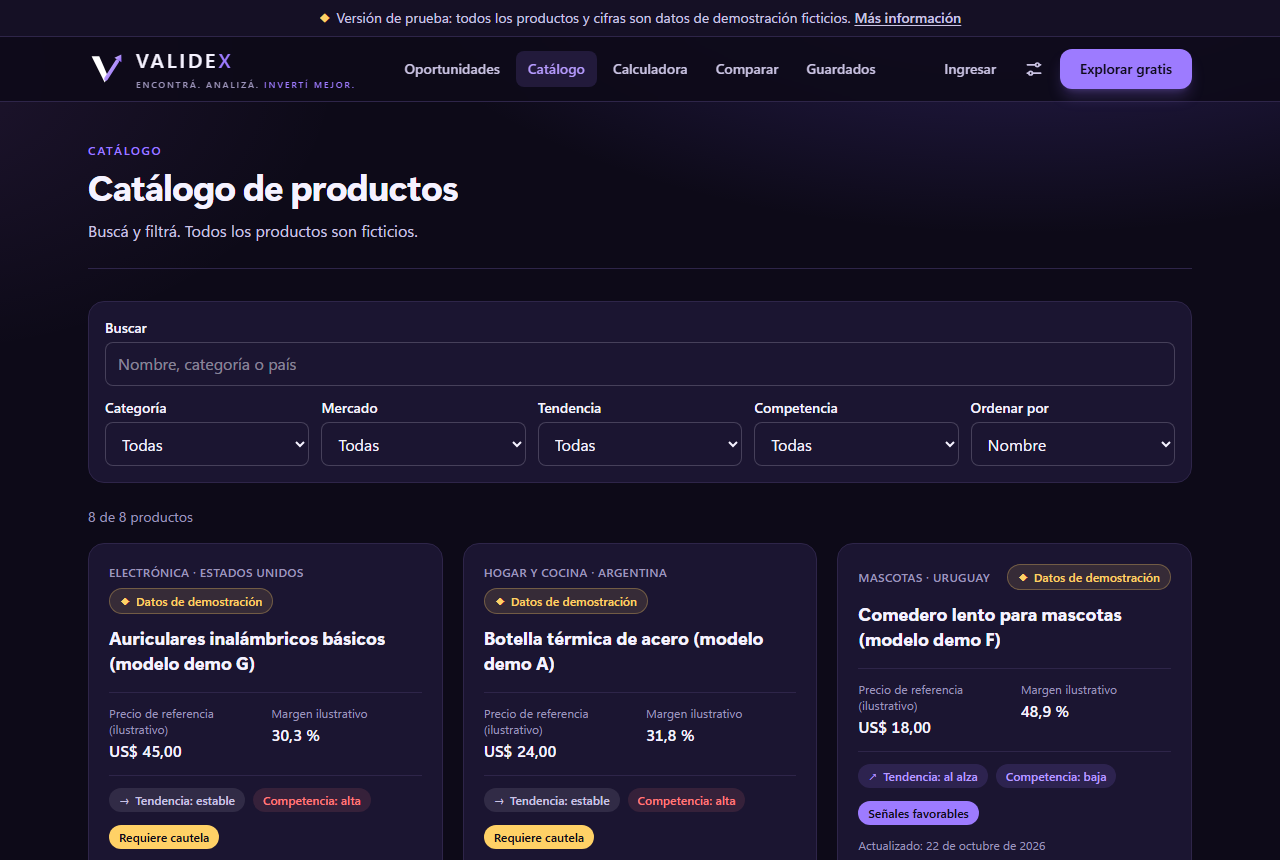 ◆ Versión de prueba: todos los productos y cifras son datos de demostración ficticios. Más información
VALIDEX
ENCONTRÁ. ANALIZÁ. INVERTÍ MEJOR.
Oportunidades
Catálogo
Calculadora
Comparar
Guardados
Ingresar
Explorar gratis
CATÁLOGO
Catálogo de productos
Buscá y filtrá. Todos los productos son ficticios.
Buscar
Nombre, categoría o país
Categoría
Mercado
Tendencia
Competencia
Ordenar por
Todas
Todas
Todas
Todas
Nombre
8 de 8 productos
ELECTRÓNICA · ESTADOS UNIDOS
◆ Datos de demostración
Auriculares inalámbricos básicos
(modelo demo G)
Precio de referencia
(ilustrativo)
US$ 45,00
Margen ilustrativo
30,3 %
→ Tendencia: estable
Competencia: alta
Requiere cautela
HOGAR Y COCINA · ARGENTINA
◆ Datos de demostración
Botella térmica de acero (modelo
demo A)
Precio de referencia
(ilustrativo)
US$ 24,00
Margen ilustrativo
31,8 %
→ Tendencia: estable
Competencia: alta
Requiere cautela
MASCOTAS · URUGUAY
◆ Datos de demostración
Comedero lento para mascotas
(modelo demo F)
Precio de referencia
(ilustrativo)
US$ 18,00
Margen ilustrativo
48,9 %
↗ Tendencia: al alza
Competencia: baja
Señales favorables
Actualizado: 22 de octubre de 2026